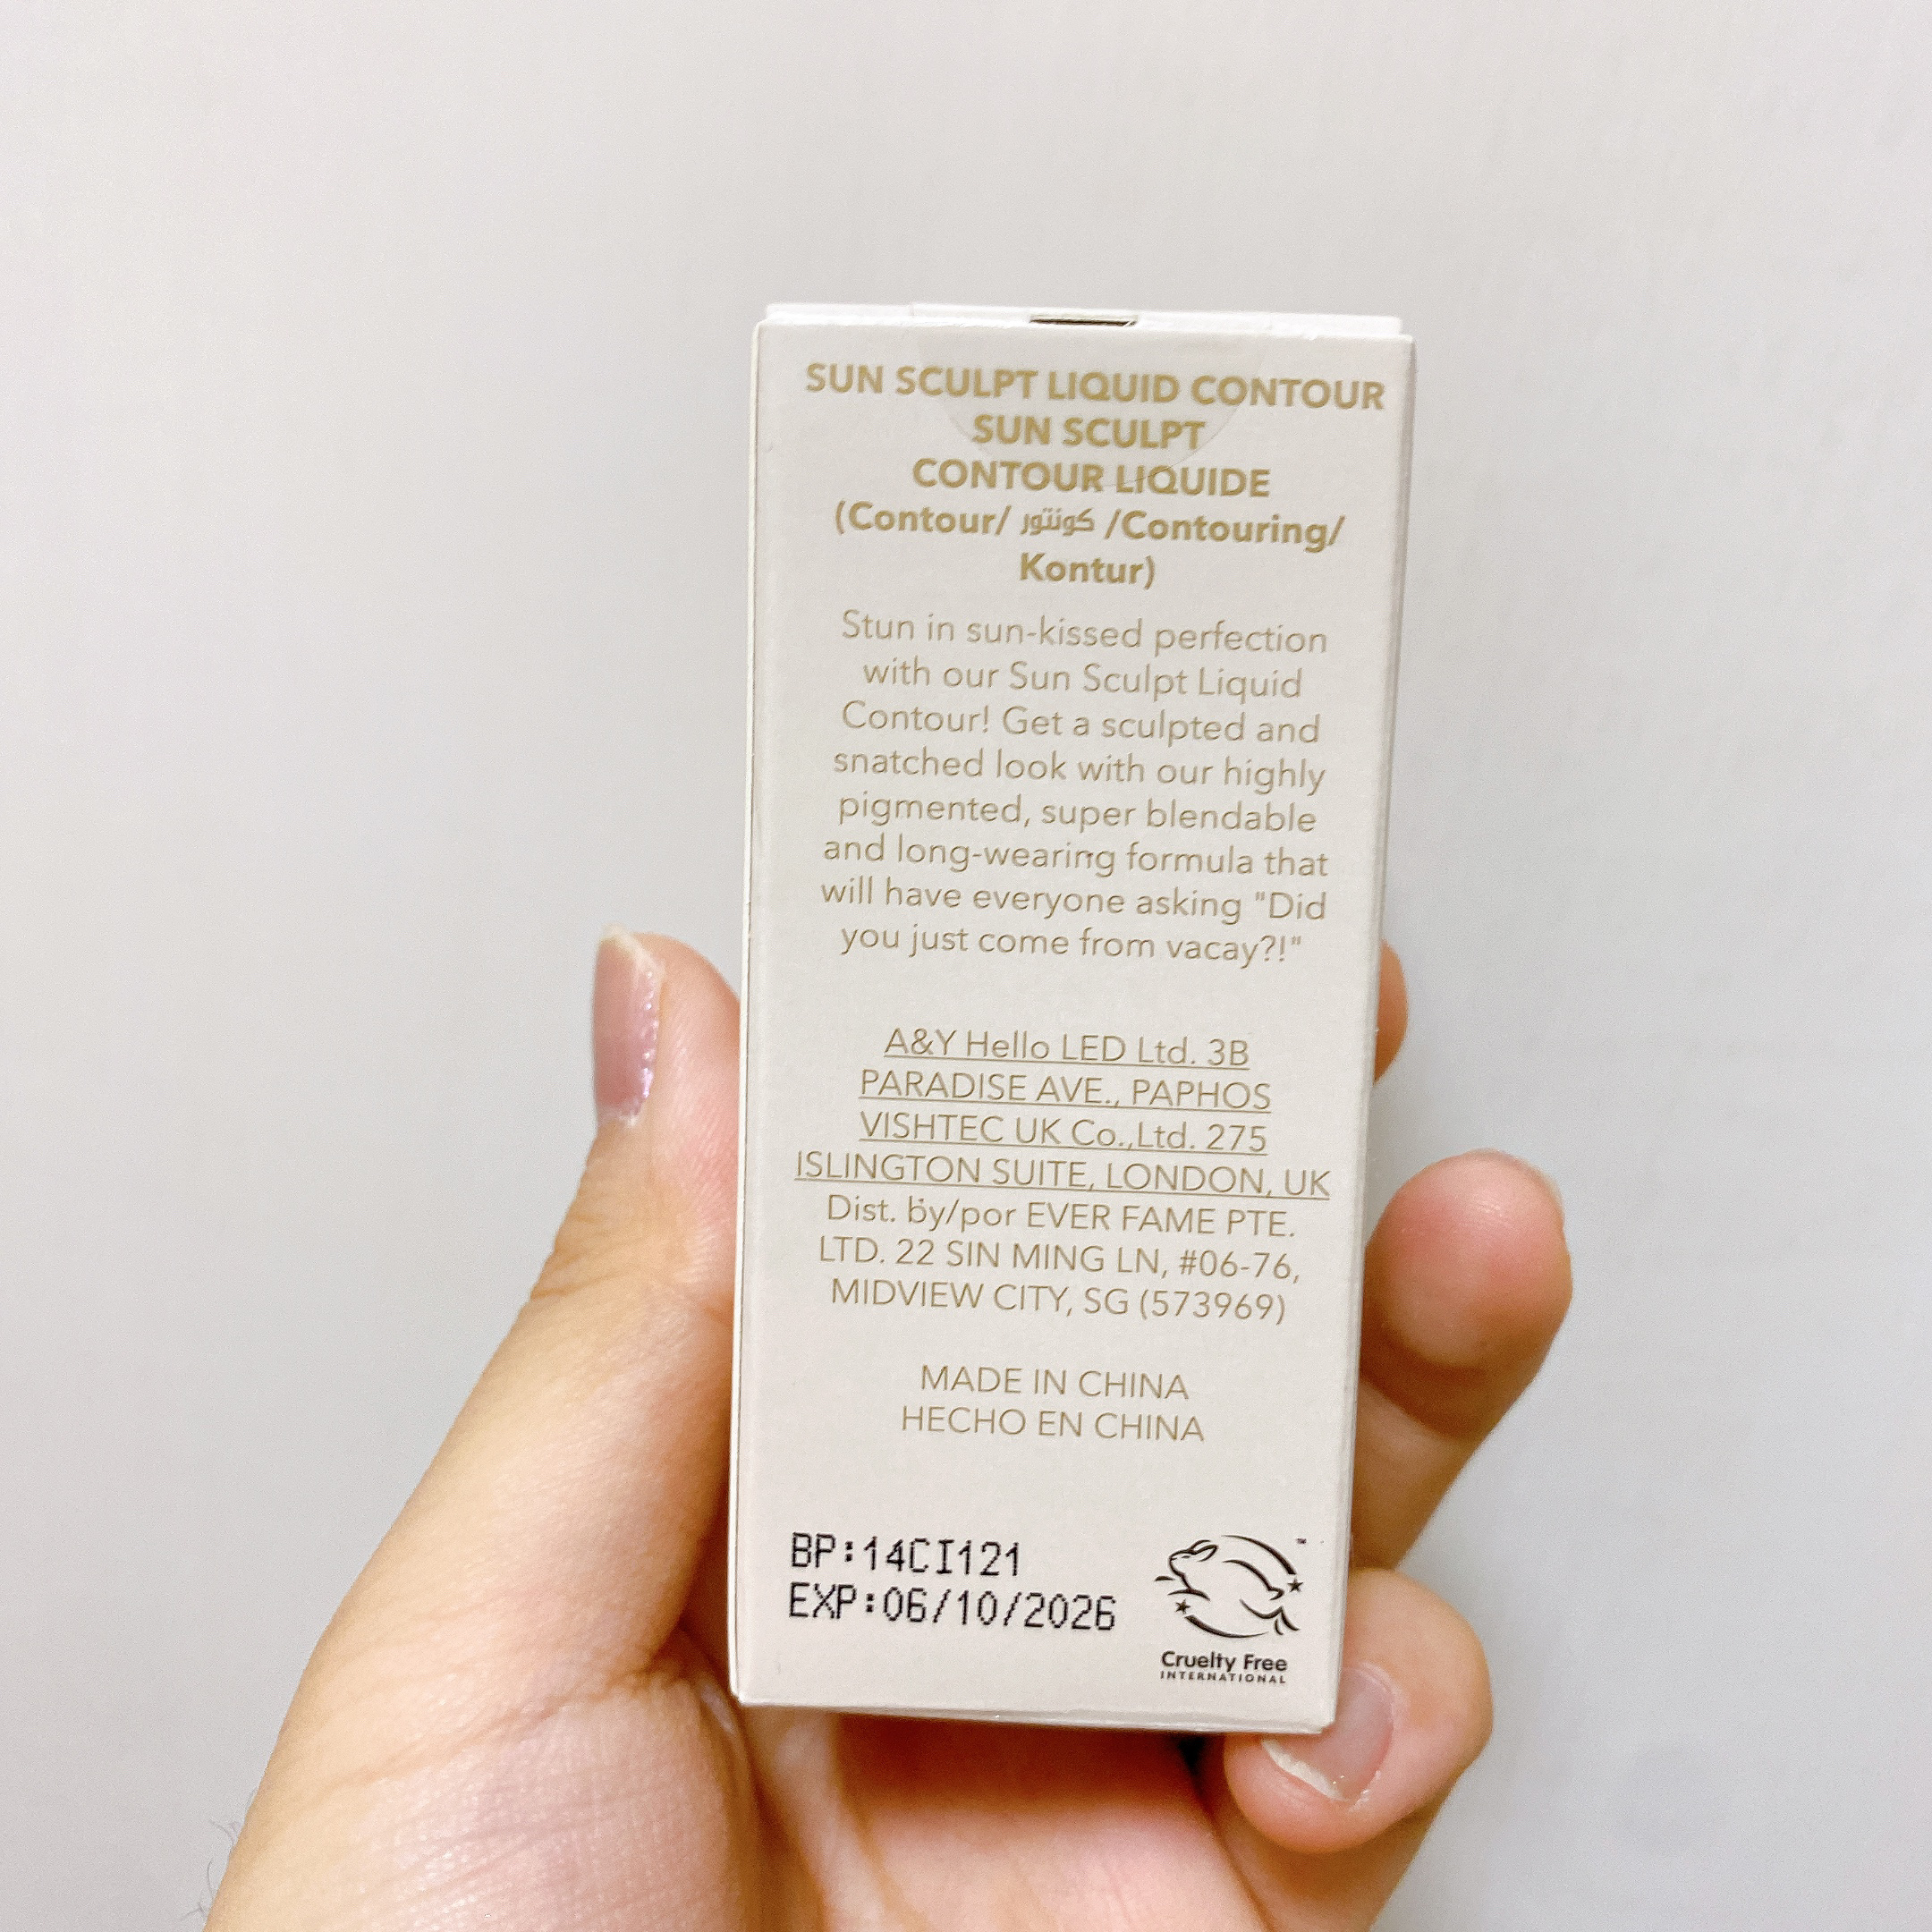 SUN SCULPT LIQUID CONTOUR
SUN SCULPT
CONTOUR LIQUIDE
(Contour/ كونتور /Contouring/
Kontur)
Stun in sun-kissed perfection
with our Sun Sculpt Liquid
Contour! Get a sculpted and
snatched look with our highly
pigmented, super blendable
and long-wearing formula that
will have everyone asking "Did
you just come from vacay?!"
A&Y Hello LED Ltd. 3B
PARADISE AVE., PAPHOS
VISHTEC UK Co.,Ltd. 275
ISLINGTON SUITE, LONDON, UK
Dist. by/por EVER FAME PTE.
LTD. 22 SIN MING LN, #06-76,
MIDVIEW CITY, SG (573969)
MADE IN CHINA
HECHO EN CHINA
BP:14CI121
EXP:06/10/2026
TM
Cruelty Free
INTERNATIONAL